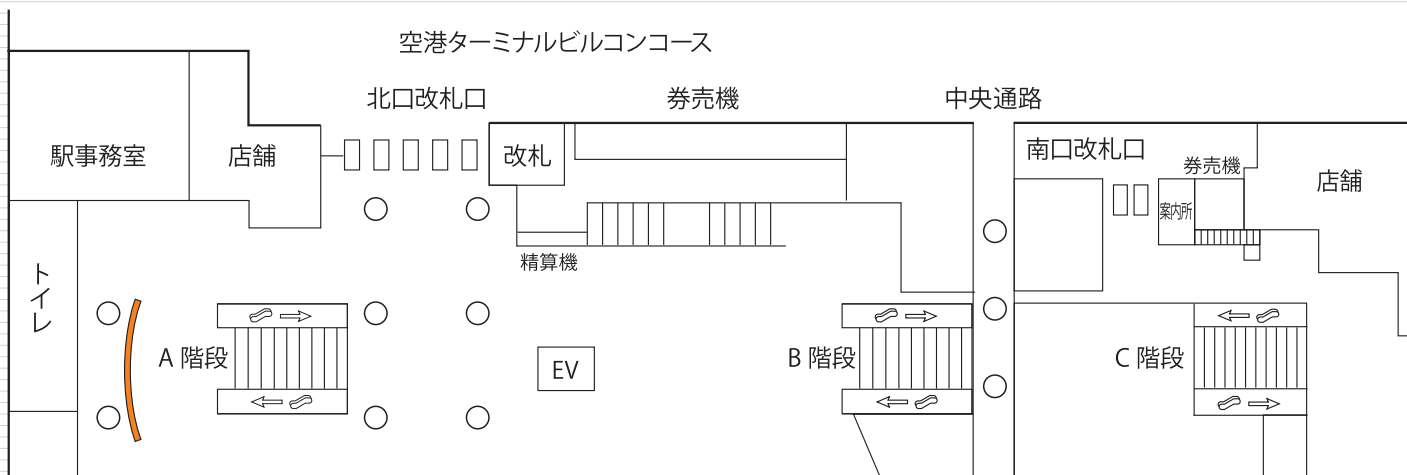 空港ターミナルビルコンコース
北口改札口
券売機
中央通路
駅事務室
店舗
改札
南口改札口
券売機
案内所
店舗
精算機
トイレ
A 階段
EV
B 階段
C 階段